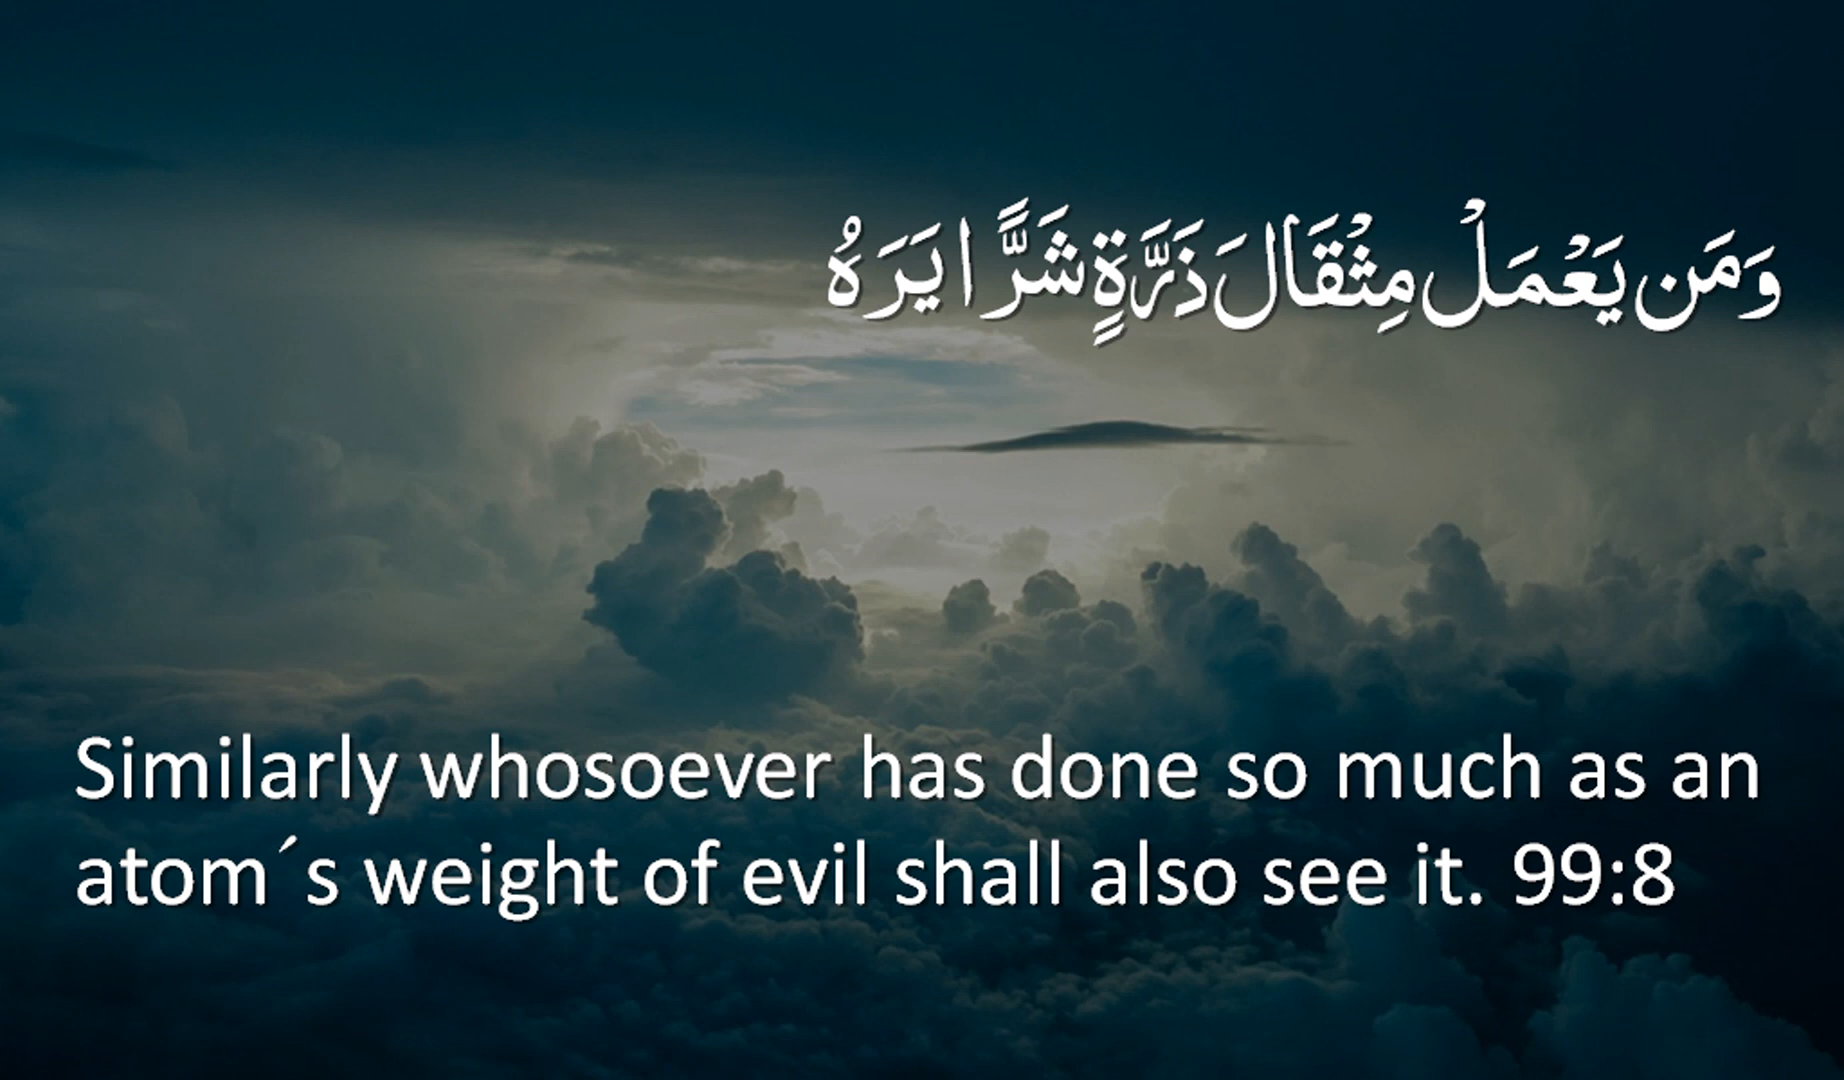 وَمَن يَعْمَلْ مِثْقَالَ ذَرَّةٍ شَرًّا يَرَهُ
Similarly whosoever has done so much as an
atom´s weight of evil shall also see it. 99:8